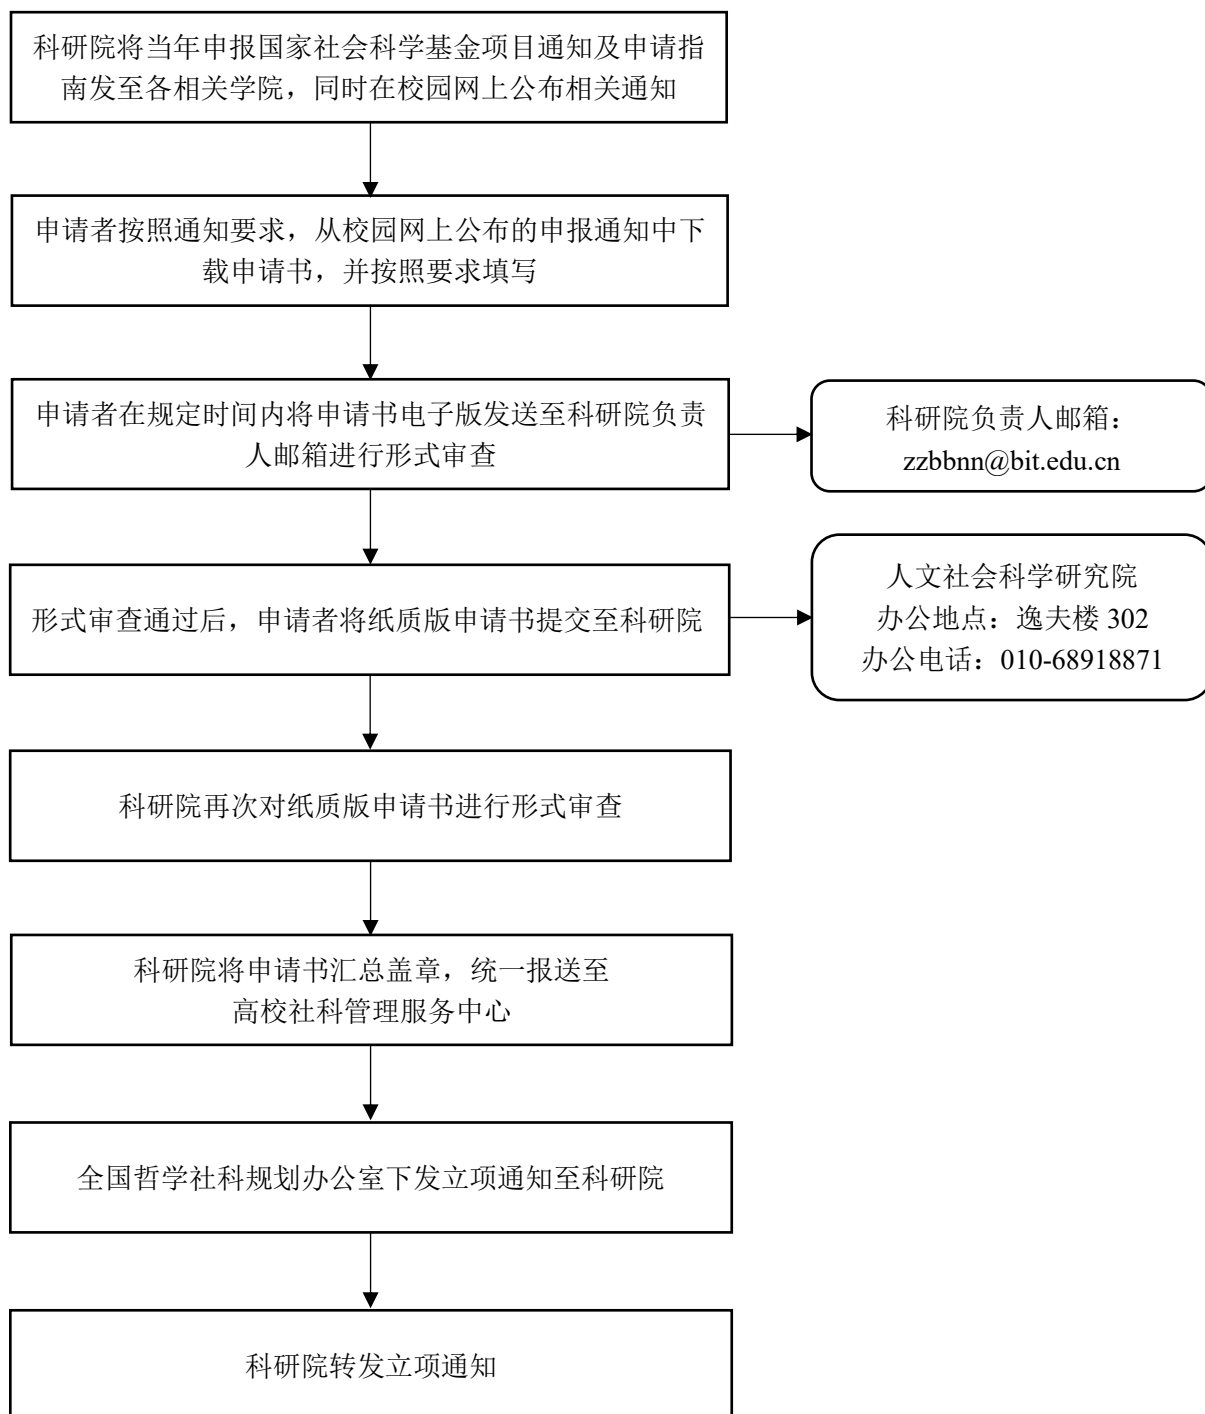 科研院将当年申报国家社会科学基金项目通知及申请指
南发至各相关学院，同时在校园网上公布相关通知
申请者按照通知要求，从校园网上公布的申报通知中下
载申请书，并按照要求填写
申请者在规定时间内将申请书电子版发送至科研院负责
人邮箱进行形式审查
科研院负责人邮箱：
zzbbnn@bit.edu.cn
形式审查通过后，申请者将纸质版申请书提交至科研院
人文社会科学研究院
办公地点：逸夫楼 302
办公电话：010-68918871
科研院再次对纸质版申请书进行形式审查
科研院将申请书汇总盖章，统一报送至
高校社科管理服务中心
全国哲学社科规划办公室下发立项通知至科研院
科研院转发立项通知